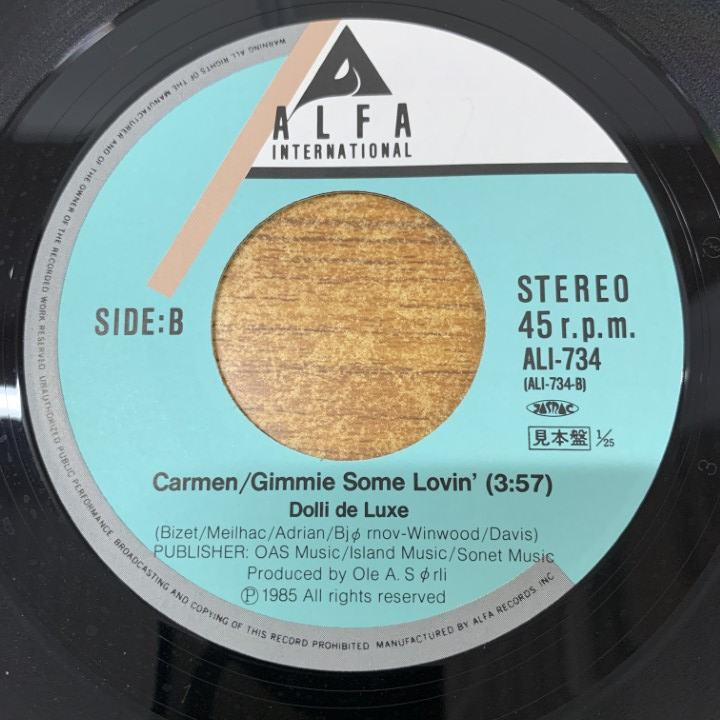 ALFA
INTERNATIONAL
SIDE:B
STEREO
45 r.p.m.
ALI-734
(ALI-734-B)
JASRAC
見本盤 1/25
Carmen/Gimmie Some Lovin' (3:57)
Dolli de Luxe
(Bizet/Meilhac/Adrian/Bjø rnov-Winwood/Davis)
PUBLISHER: OAS Music/Island Music/Sonet Music
Produced by Ole A. S ø rli
Ⓟ 1985 All rights reserved
WARNING. ALL RIGHTS OF THE MANUFACTURER AND OF THE OWNER OF THE RECORDED WORK RESERVED. UNAUTHORIZED PUBLIC PERFORMANCE, BROADCASTING AND COPYING OF THIS RECORD PROHIBITED. MANUFACTURED BY ALFA RECORDS, INC